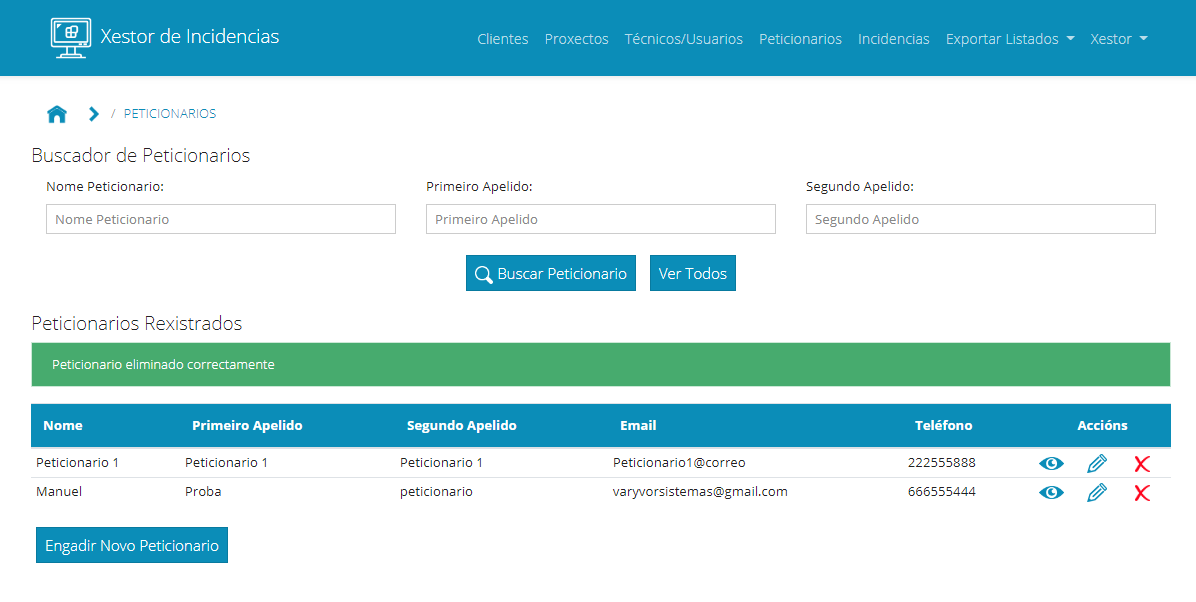 Xestor de Incidencias
Clientes Proxectos Técnicos/Usuarios Peticionarios Incidencias Exportar Listados Xestor
/ PETICIONARIOS
Buscador de Peticionarios
Nome Peticionario: Primeiro Apelido: Segundo Apelido:
Nome Peticionario Primeiro Apelido Segundo Apelido
Buscar Peticionario Ver Todos
Peticionarios Rexistrados
Peticionario eliminado correctamente
Nome Primeiro Apelido Segundo Apelido Email Teléfono Accións
Peticionario 1 Peticionario 1 Peticionario 1 Peticionario1@correo 222555888
Manuel Proba peticionario varyvorsistemas@gmail.com 666555444
Engadir Novo Peticionario